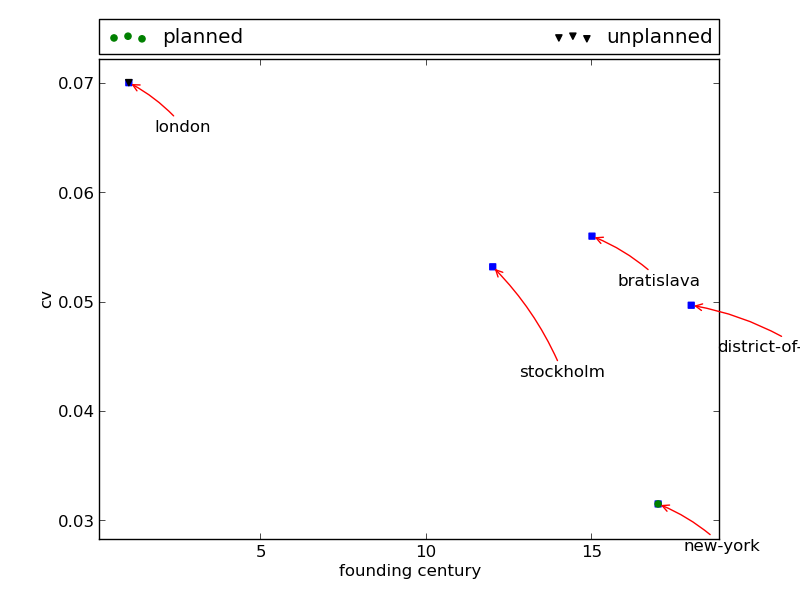 planned unplanned
0.07
london
0.06
bratislava
0.05
cv
district-of-
stockholm
0.04
0.03
new-york
5 10 15
founding century